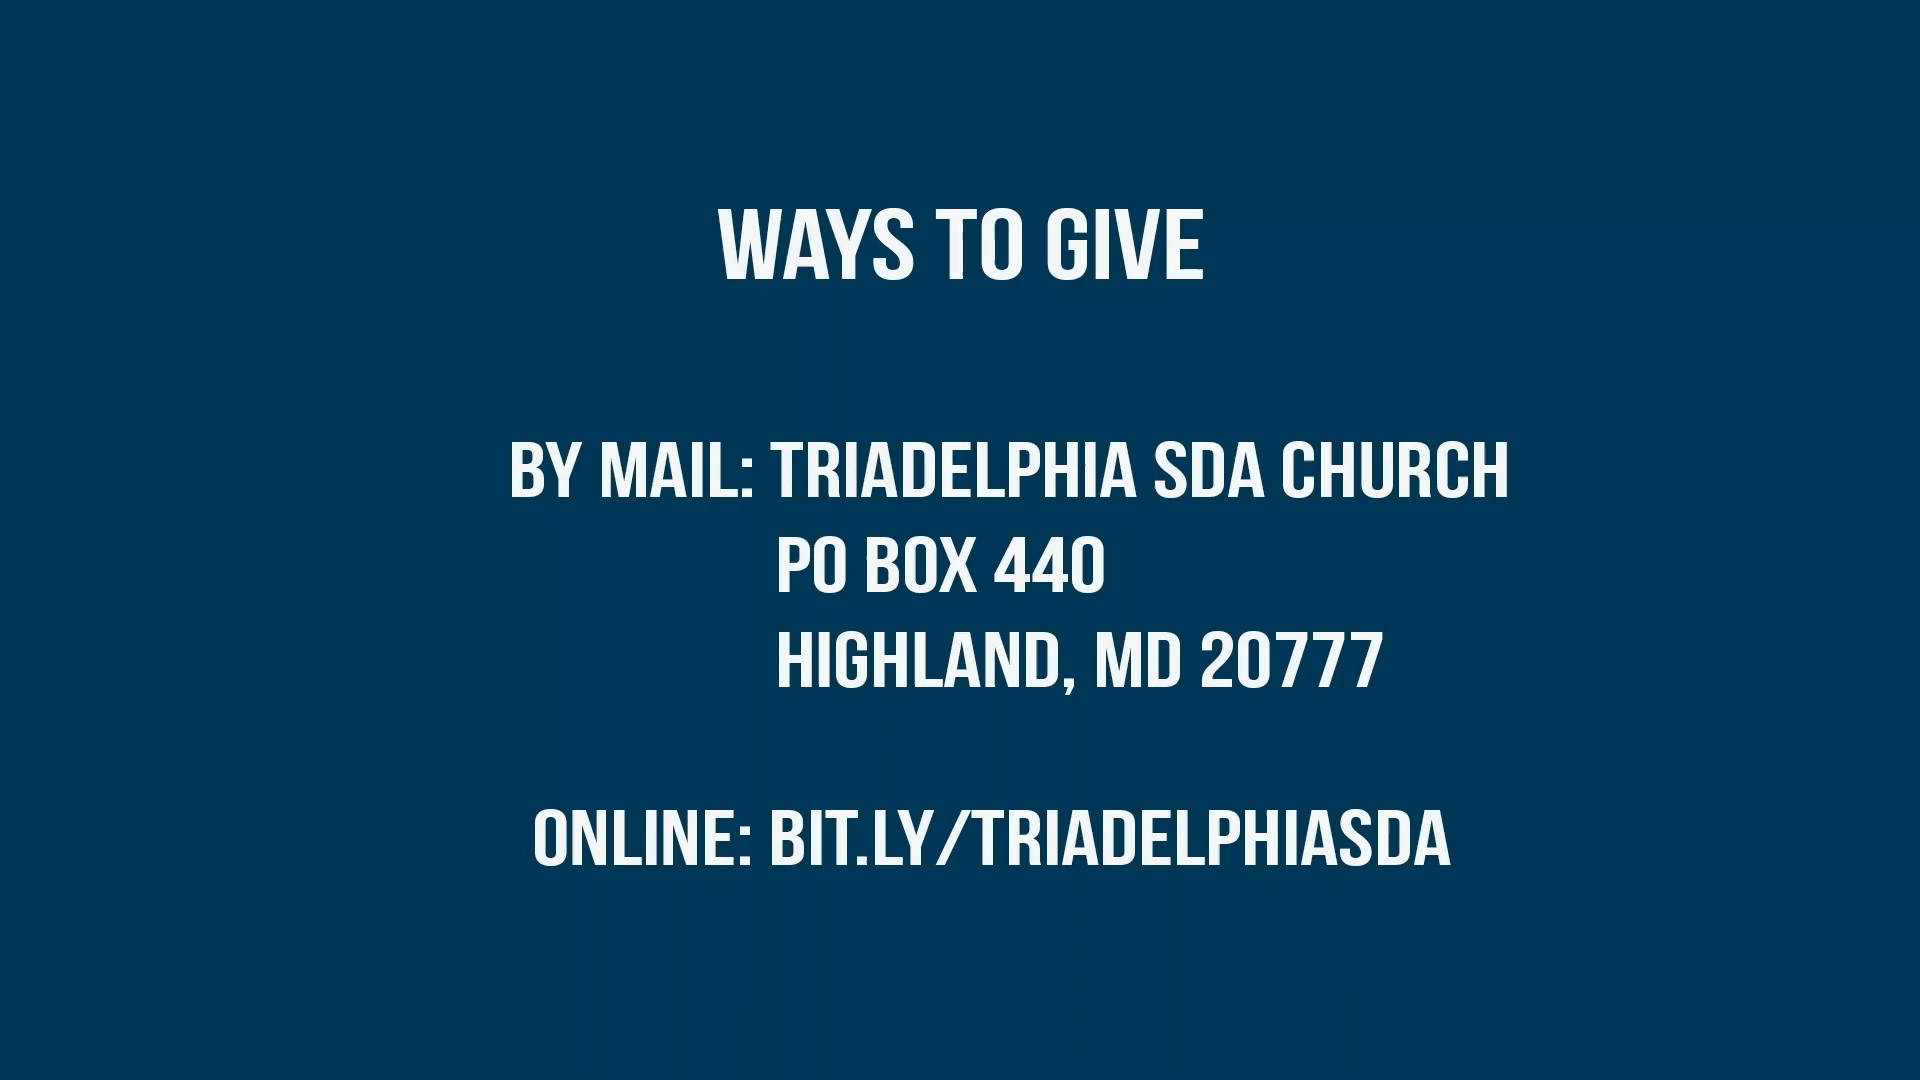 WAYS TO GIVE
BY MAIL: TRIADELPHIA SDA CHURCH
PO BOX 440
HIGHLAND, MD 20777
ONLINE: BIT.LY/TRIADELPHIASDA